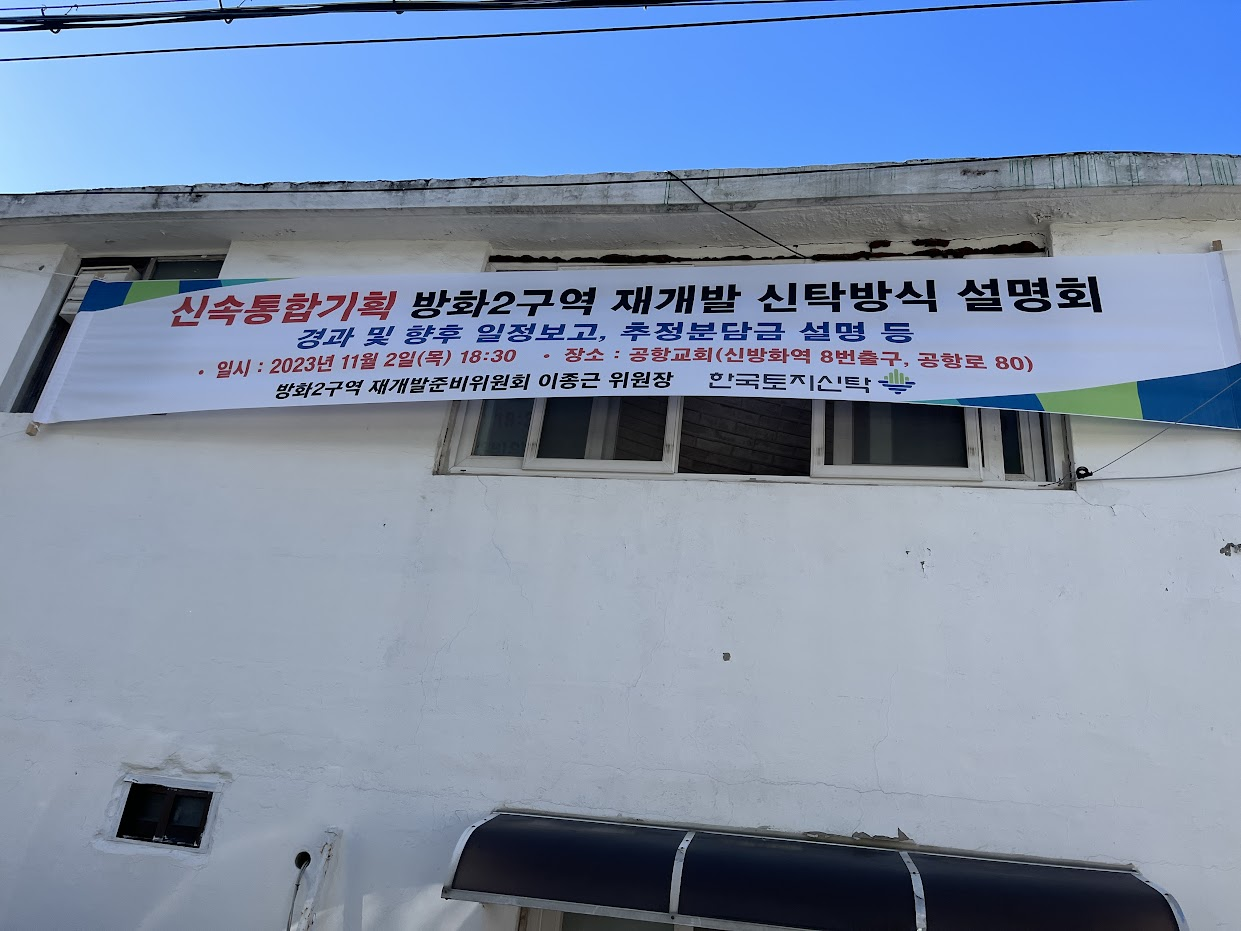 신속통합기획 방화2구역 재개발 신탁방식 설명회
경과 및 향후 일정보고, 추정분담금 설명 등
• 일시 : 2023년 11월 2일(목) 18:30 • 장소 : 공항교회(신방화역 8번출구, 공항로 80)
방화2구역 재개발준비위원회 이종근 위원장 한국토지신탁